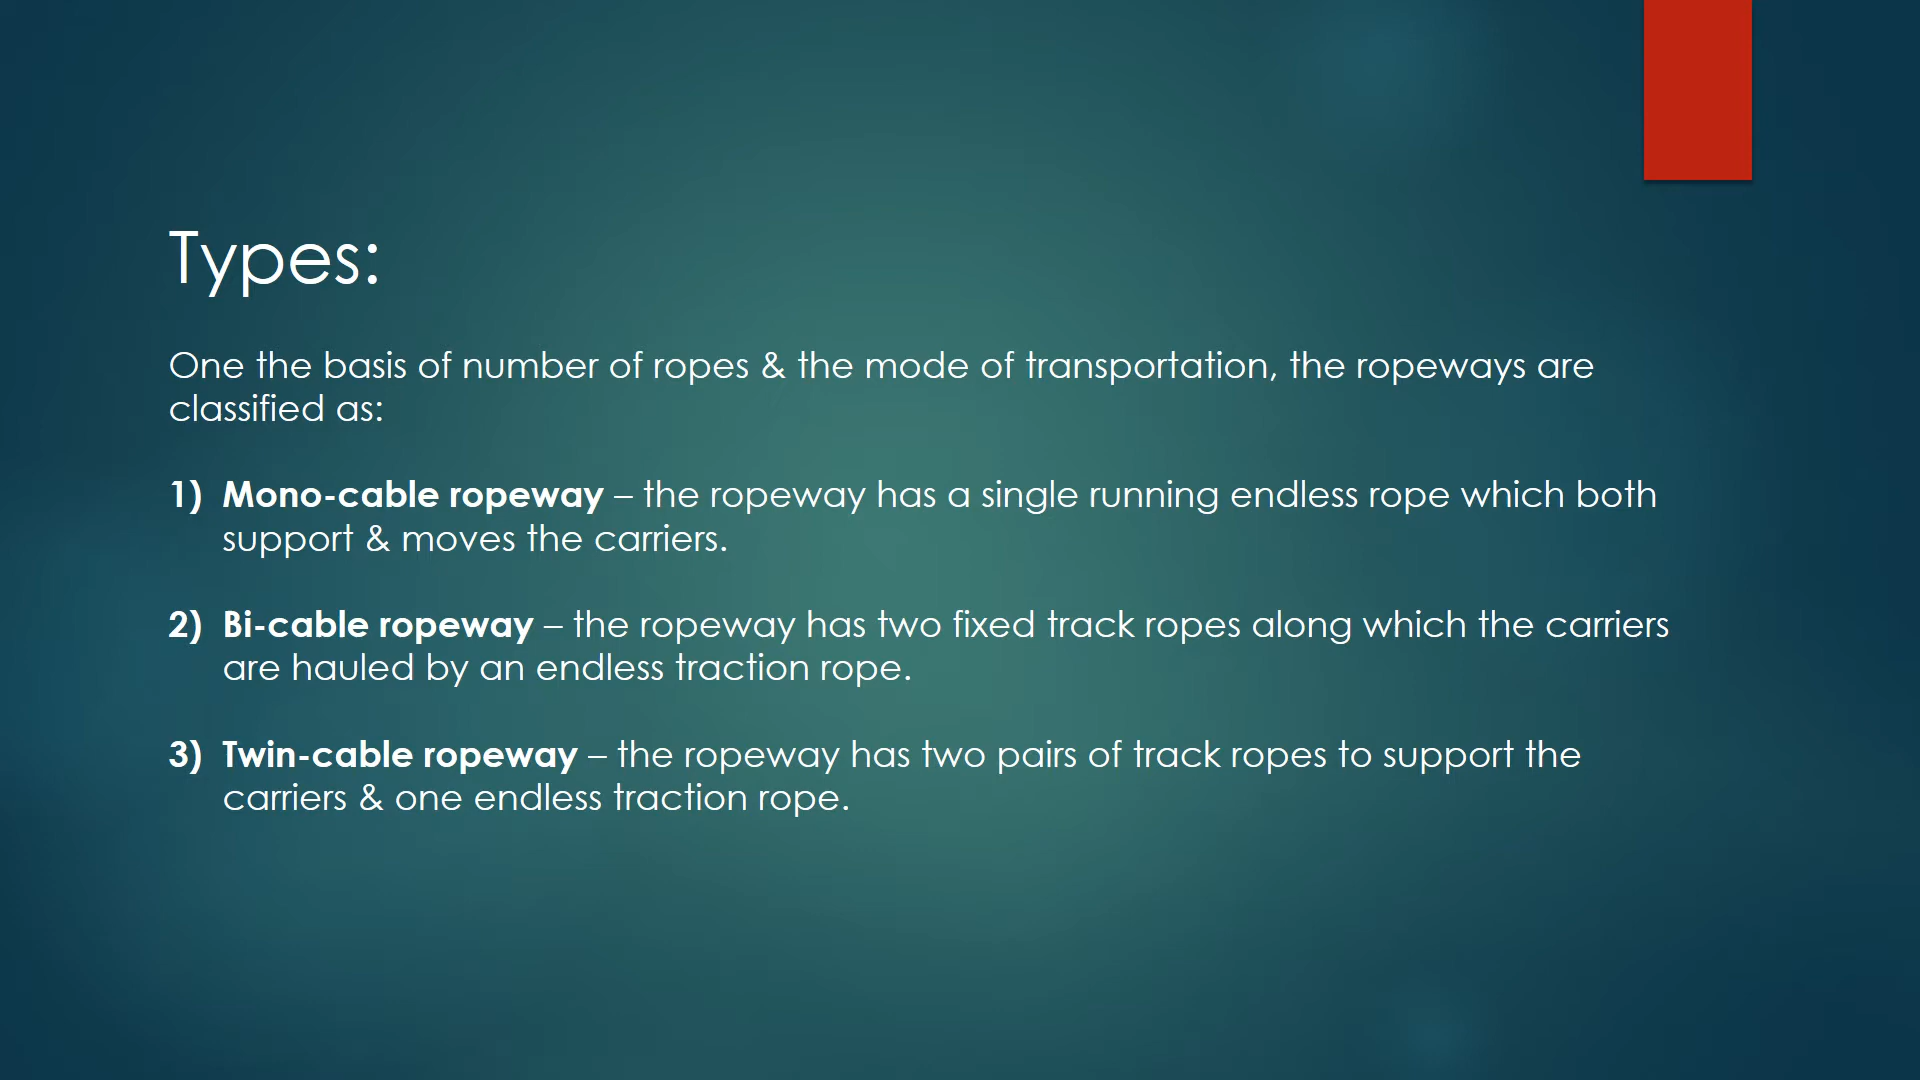 Types:
One the basis of number of ropes & the mode of transportation, the ropeways are
classified as:
1) Mono-cable ropeway – the ropeway has a single running endless rope which both
support & moves the carriers.
2) Bi-cable ropeway – the ropeway has two fixed track ropes along which the carriers
are hauled by an endless traction rope.
3) Twin-cable ropeway – the ropeway has two pairs of track ropes to support the
carriers & one endless traction rope.